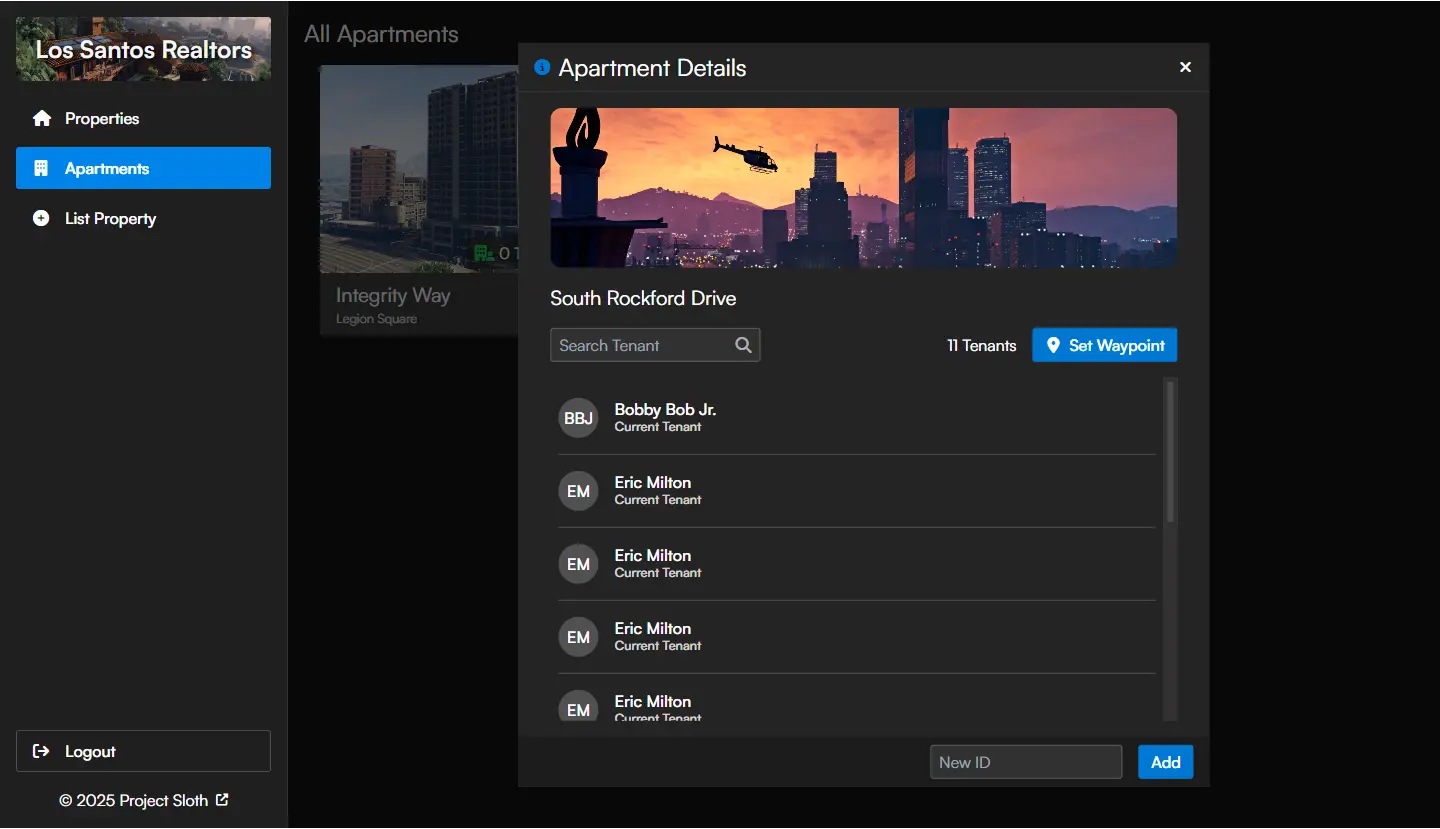 Los Santos Realtors
Properties
Apartments
List Property
Logout
© 2025 Project Sloth
All Apartments
Integrity Way
Legion Square
Apartment Details
South Rockford Drive
Search Tenant
11 Tenants
Set Waypoint
BBJ
Bobby Bob Jr.
Current Tenant
EM
Eric Milton
Current Tenant
EM
Eric Milton
Current Tenant
EM
Eric Milton
Current Tenant
EM
Eric Milton
Current Tenant
New ID
Add